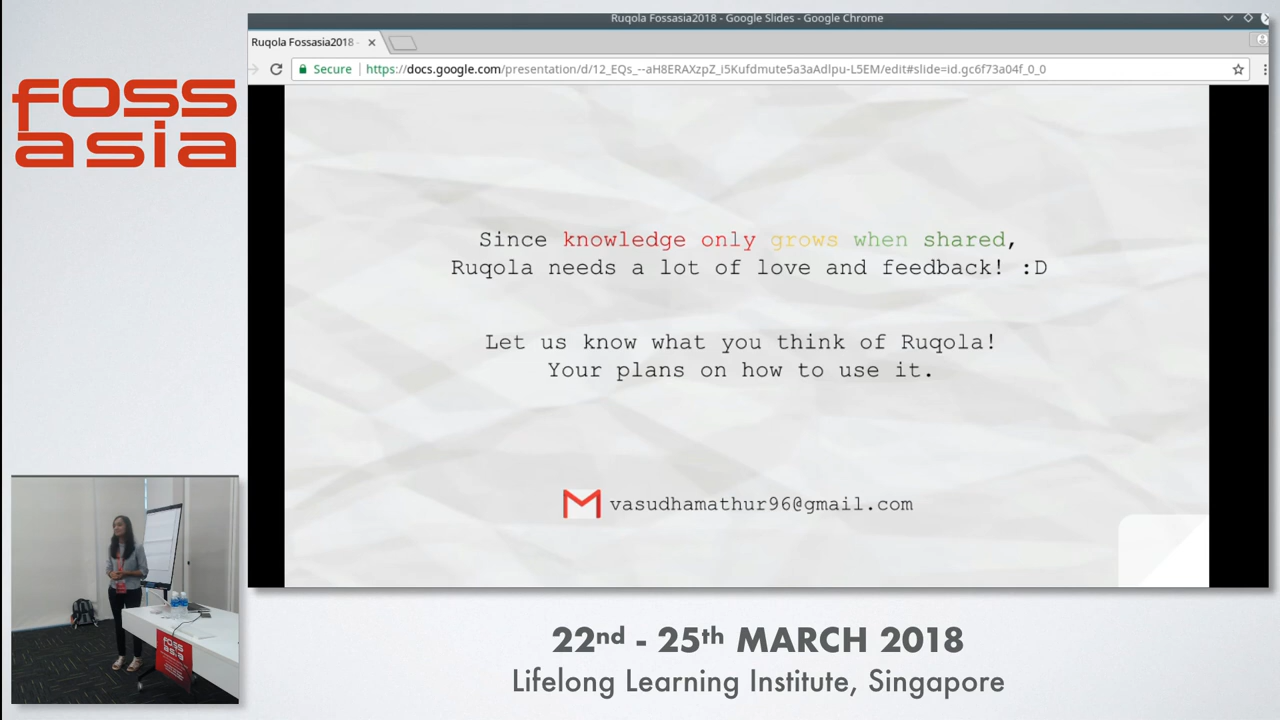 foss
asia
Ruqola Fossasia2018 - Google Slides - Google Chrome
Ruqola Fossasia2018 -
Secure
https://docs.google.com/presentation/d/12_EQs_--aH8ERAXzpZ_i5Kufdmute5a3aAdlpu-L5EM/edit#slide=id.gc6f73a04f_0_0
Since knowledge only grows when shared,
Ruqola needs a lot of love and feedback! :D
Let us know what you think of Ruqola!
Your plans on how to use it.
vasudhamathur96@gmail.com
foss
asia
22nd - 25th MARCH 2018
Lifelong Learning Institute, Singapore